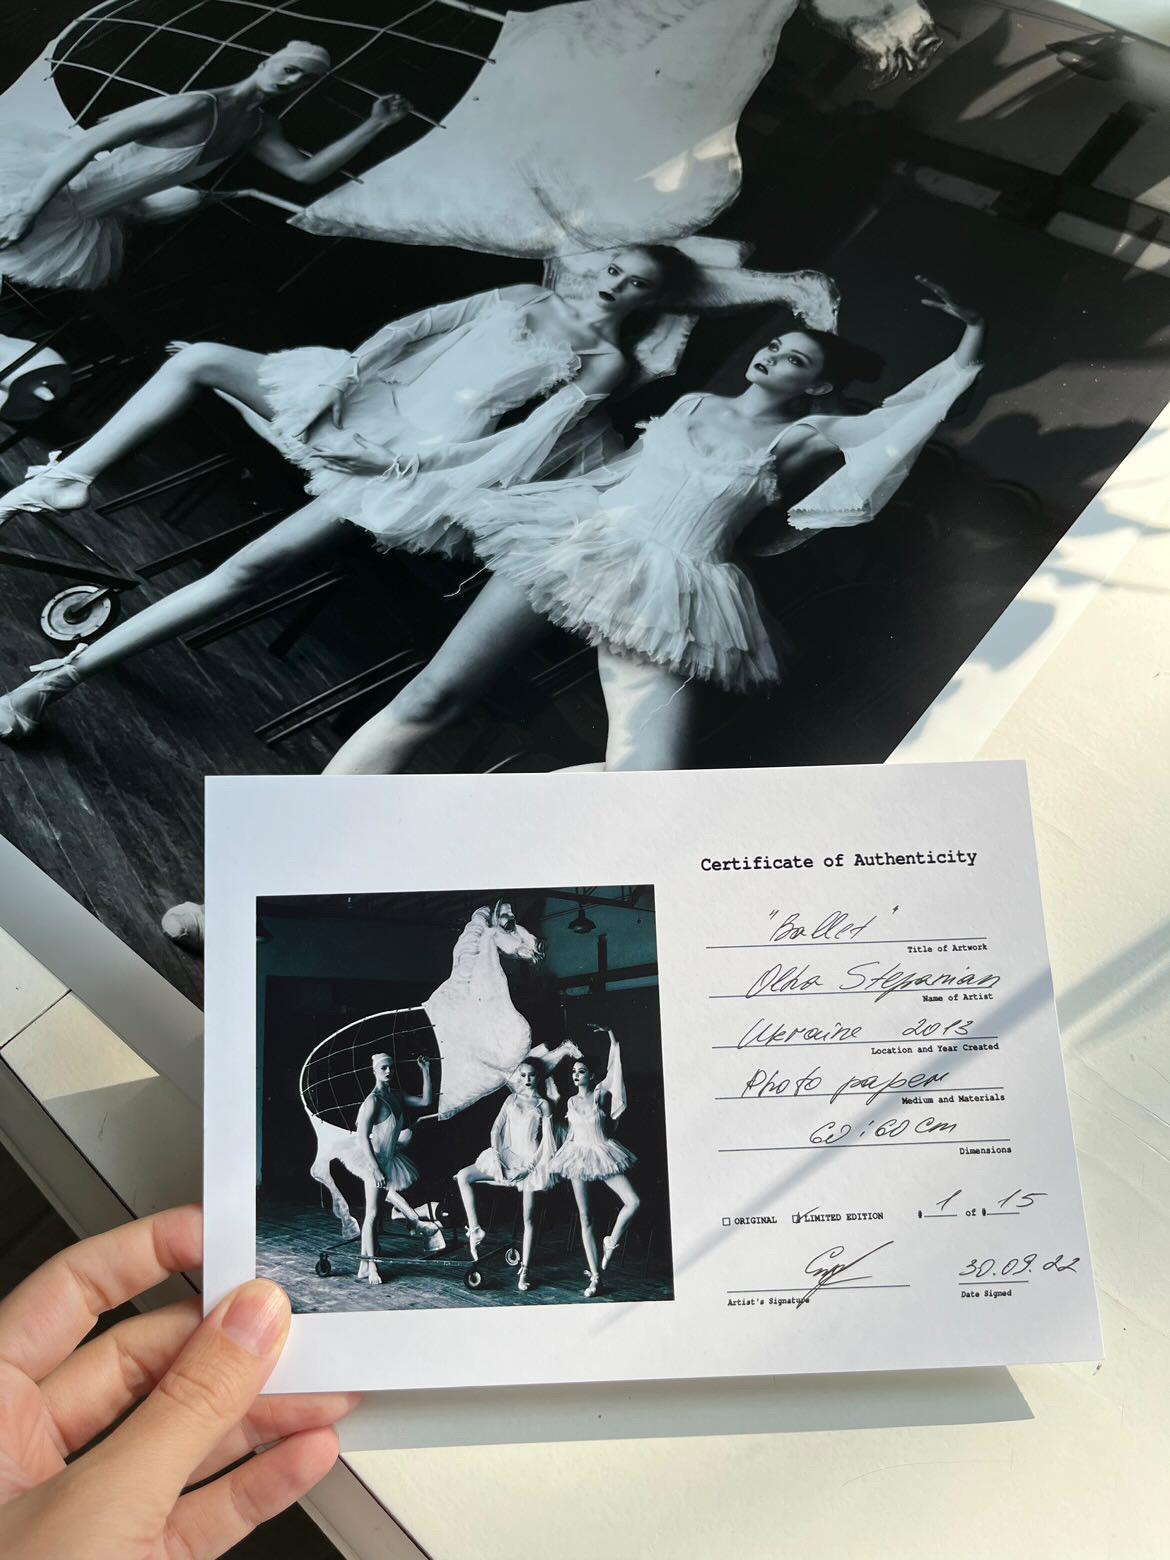 Certificate of Authenticity
"Ballet"
Title of Artwork
Olha Stepanian
Name of Artist
Ukraine 2013
Location and Year Created
Photo paper
Medium and Materials
60:60 cm
Dimensions
ORIGINAL LIMITED EDITION # 1 of # 15
30.09.22
Artist's Signature Date Signed